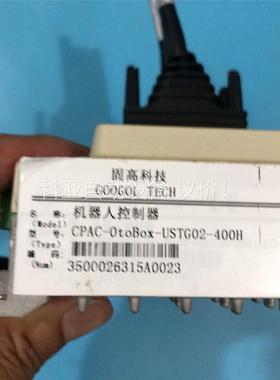 固高科技
GOOGOL TECH
名 称: 机器人控制器
(Model)
型 号: CPAC-OtoBox-USTG02-400H
(Type)
编 码: 3500026315A0023
(Num)